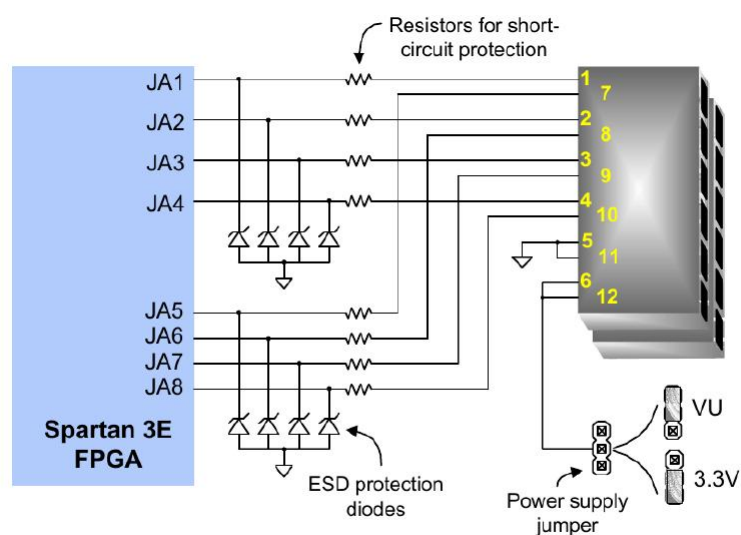 Resistors for short-
circuit protection
JA1
JA2
JA3
JA4
JA5
JA6
JA7
JA8
Spartan 3E
FPGA
1
7
2
8
3
9
4
10
5
11
6
12
ESD protection
diodes
Power supply
jumper
VU
3.3V